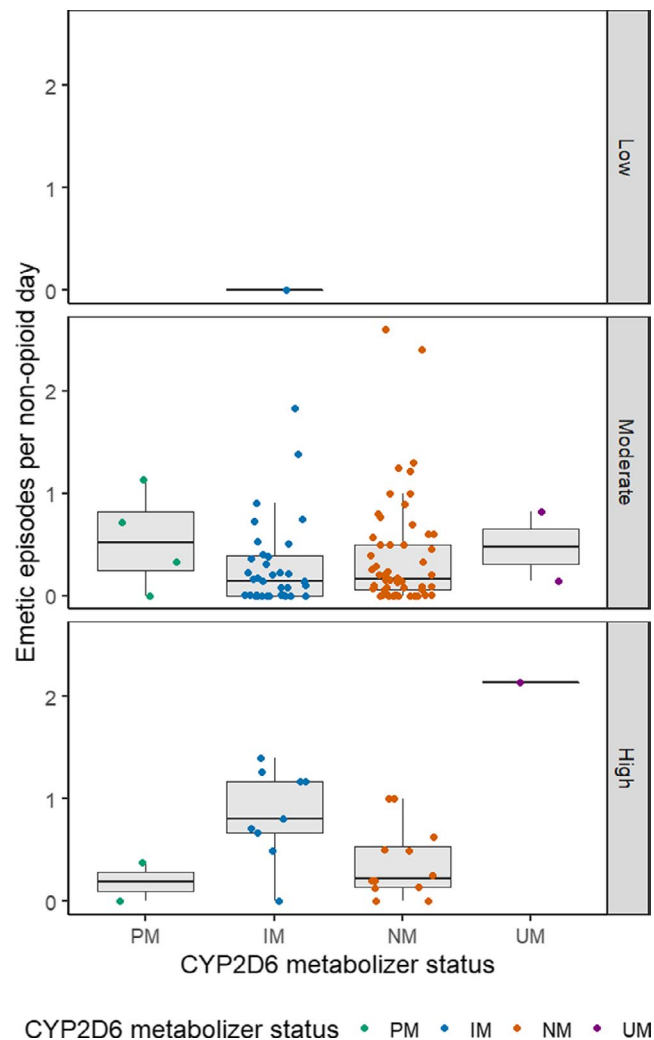 Emetic episodes per non-opioid day
2
1
0
Low
2
1
0
Moderate
2
1
0
High
PM IM NM UM
CYP2D6 metabolizer status
CYP2D6 metabolizer status PM IM NM UM